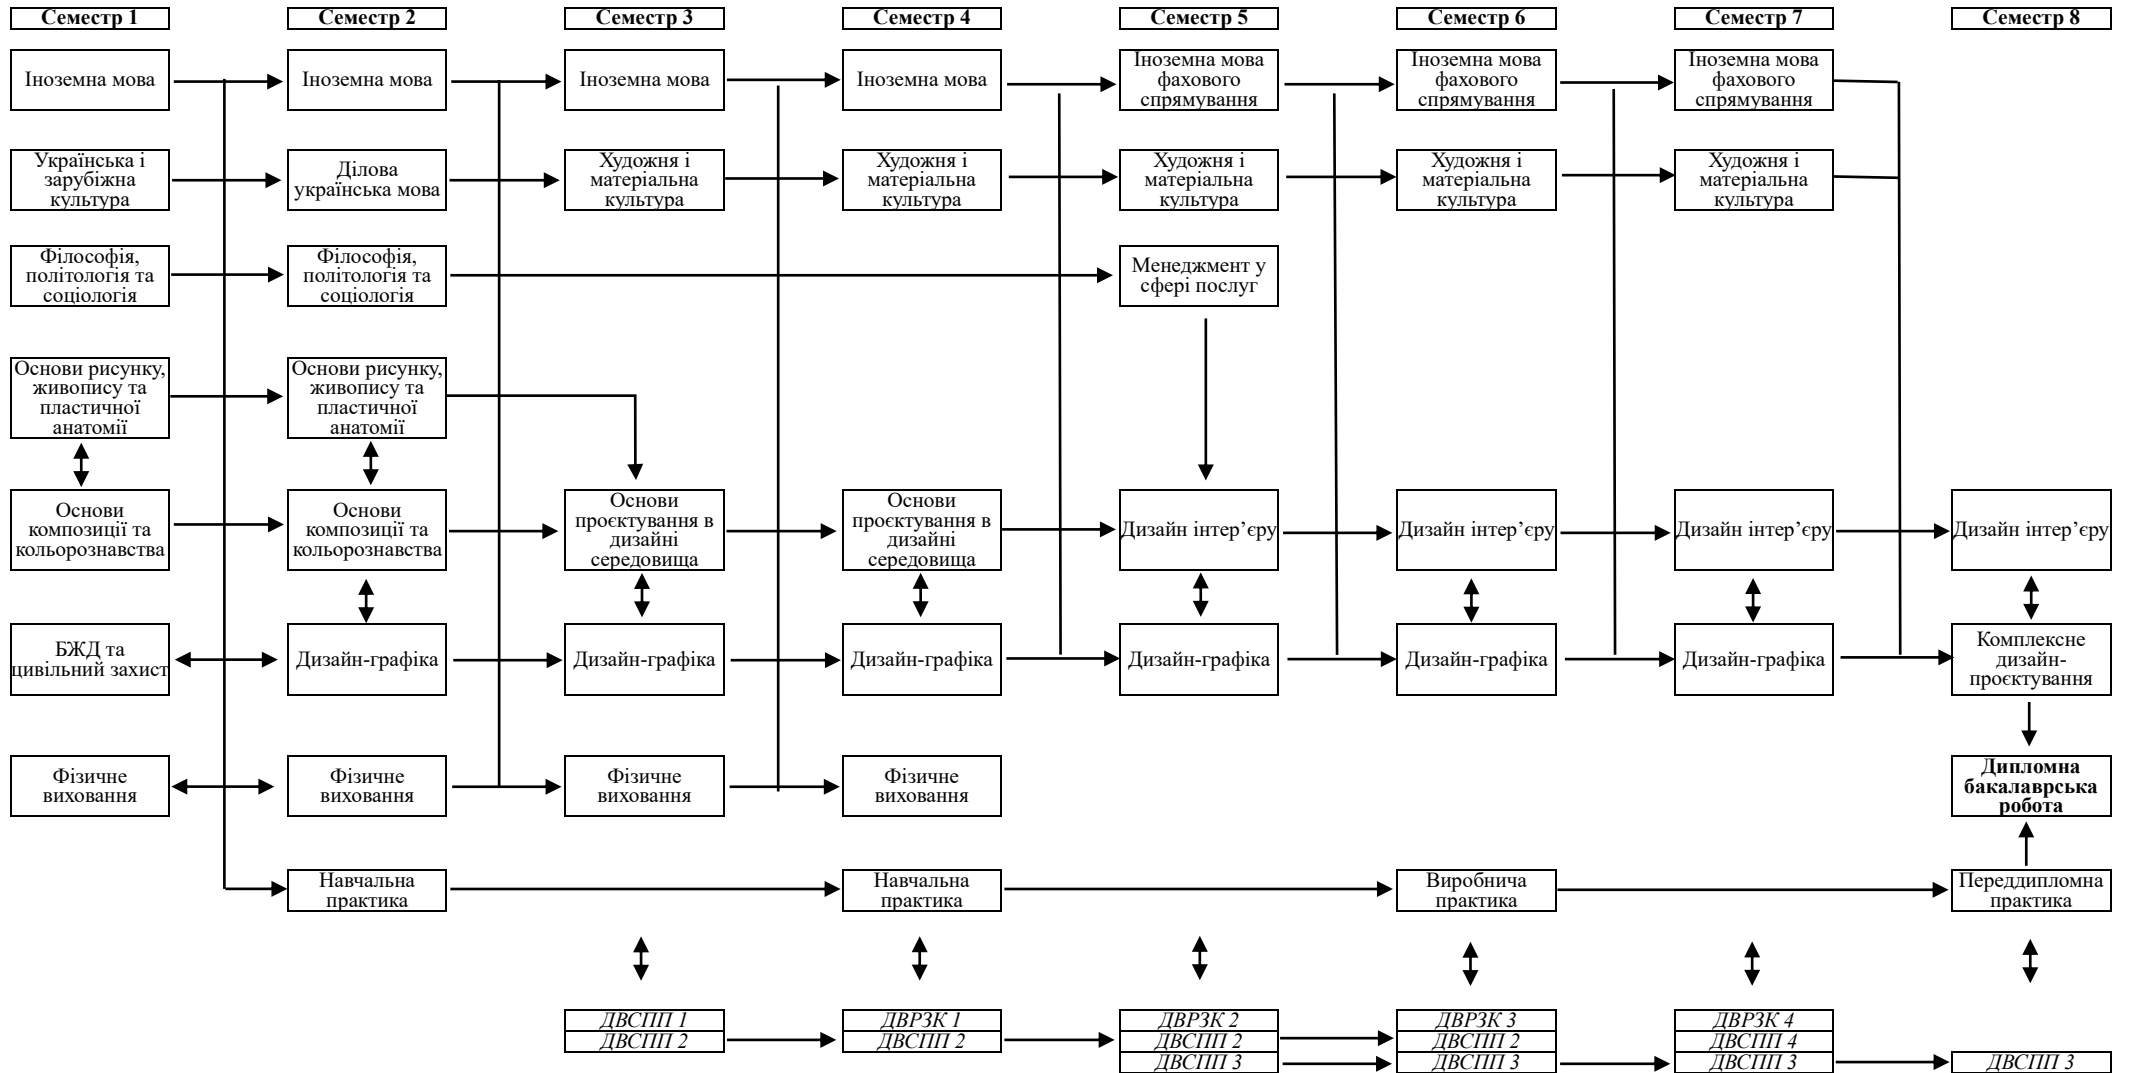 Семестр 1
Семестр 2
Семестр 3
Семестр 4
Семестр 5
Семестр 6
Семестр 7
Семестр 8
Іноземна мова
Іноземна мова
Іноземна мова
Іноземна мова
Іноземна мова
фахового
спрямування
Іноземна мова
фахового
спрямування
Іноземна мова
фахового
спрямування
Українська і
зарубіжна
культура
Ділова
українська мова
Художня і
матеріальна
культура
Художня і
матеріальна
культура
Художня і
матеріальна
культура
Художня і
матеріальна
культура
Художня і
матеріальна
культура
Філософія,
політологія та
соціологія
Філософія,
політологія та
соціологія
Менеджмент у
сфері послуг
Основи рисунку,
живопису та
пластичної
анатомії
Основи рисунку,
живопису та
пластичної
анатомії
Основи
композиції та
кольорознавства
Основи
композиції та
кольорознавства
Основи
проєктування в
дизайні
середовища
Основи
проєктування в
дизайні
середовища
Дизайн інтер’єру
Дизайн інтер’єру
Дизайн інтер’єру
Дизайн інтер’єру
БЖД та
цивільний захист
Дизайн-графіка
Дизайн-графіка
Дизайн-графіка
Дизайн-графіка
Дизайн-графіка
Дизайн-графіка
Комплексне
дизайн-
проєктування
Фізичне
виховання
Фізичне
виховання
Фізичне
виховання
Фізичне
виховання
Дипломна
бакалаврська
робота
Навчальна
практика
Навчальна
практика
Виробнича
практика
Переддипломна
практика
ДВСПП 1
ДВСПП 2
ДВРЗК 1
ДВСПП 2
ДВРЗК 2
ДВСПП 2
ДВСПП 3
ДВРЗК 3
ДВСПП 2
ДВСПП 3
ДВРЗК 4
ДВСПП 4
ДВСПП 3
ДВСПП 3